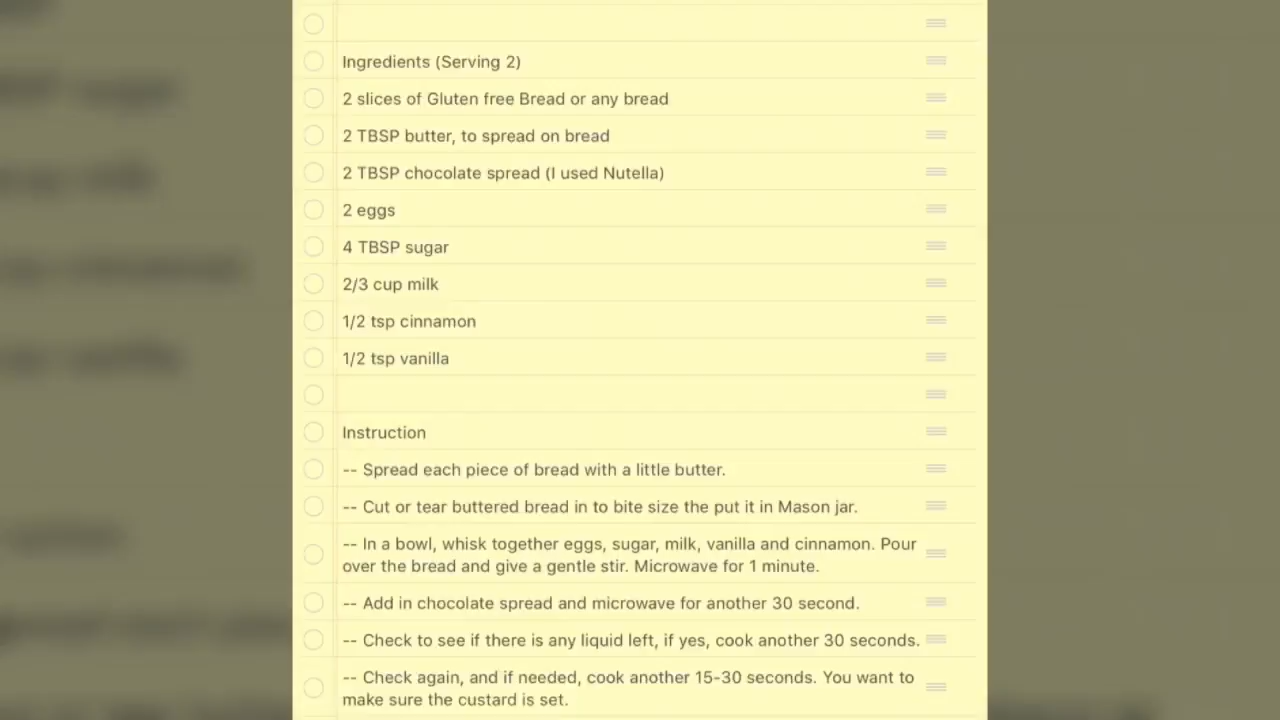 Ingredients (Serving 2)
2 slices of Gluten free Bread or any bread
2 TBSP butter, to spread on bread
2 TBSP chocolate spread (I used Nutella)
2 eggs
4 TBSP sugar
2/3 cup milk
1/2 tsp cinnamon
1/2 tsp vanilla
Instruction
-- Spread each piece of bread with a little butter.
-- Cut or tear buttered bread in to bite size the put it in Mason jar.
-- In a bowl, whisk together eggs, sugar, milk, vanilla and cinnamon. Pour
over the bread and give a gentle stir. Microwave for 1 minute.
-- Add in chocolate spread and microwave for another 30 second.
-- Check to see if there is any liquid left, if yes, cook another 30 seconds.
-- Check again, and if needed, cook another 15-30 seconds. You want to
make sure the custard is set.